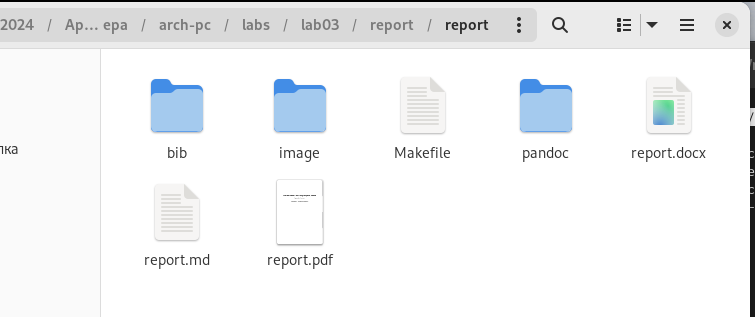 2024 / Ар… ера / arch-pc / labs / lab03 / report / report
bib
image
Makefile
pandoc
report.docx
report.md
report.pdf